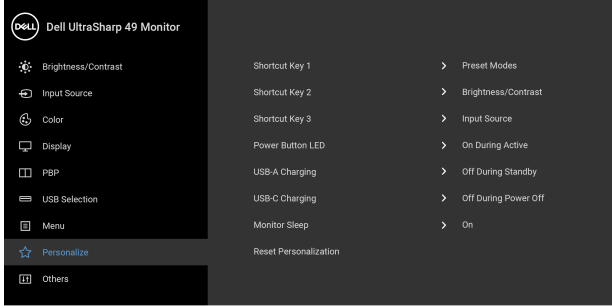 DELL Dell UltraSharp 49 Monitor
Brightness/Contrast
Input Source
Color
Display
PBP
USB Selection
Menu
Personalize
Others
Shortcut Key 1 > Preset Modes
Shortcut Key 2 > Brightness/Contrast
Shortcut Key 3 > Input Source
Power Button LED > On During Active
USB-A Charging > Off During Standby
USB-C Charging > Off During Power Off
Monitor Sleep > On
Reset Personalization